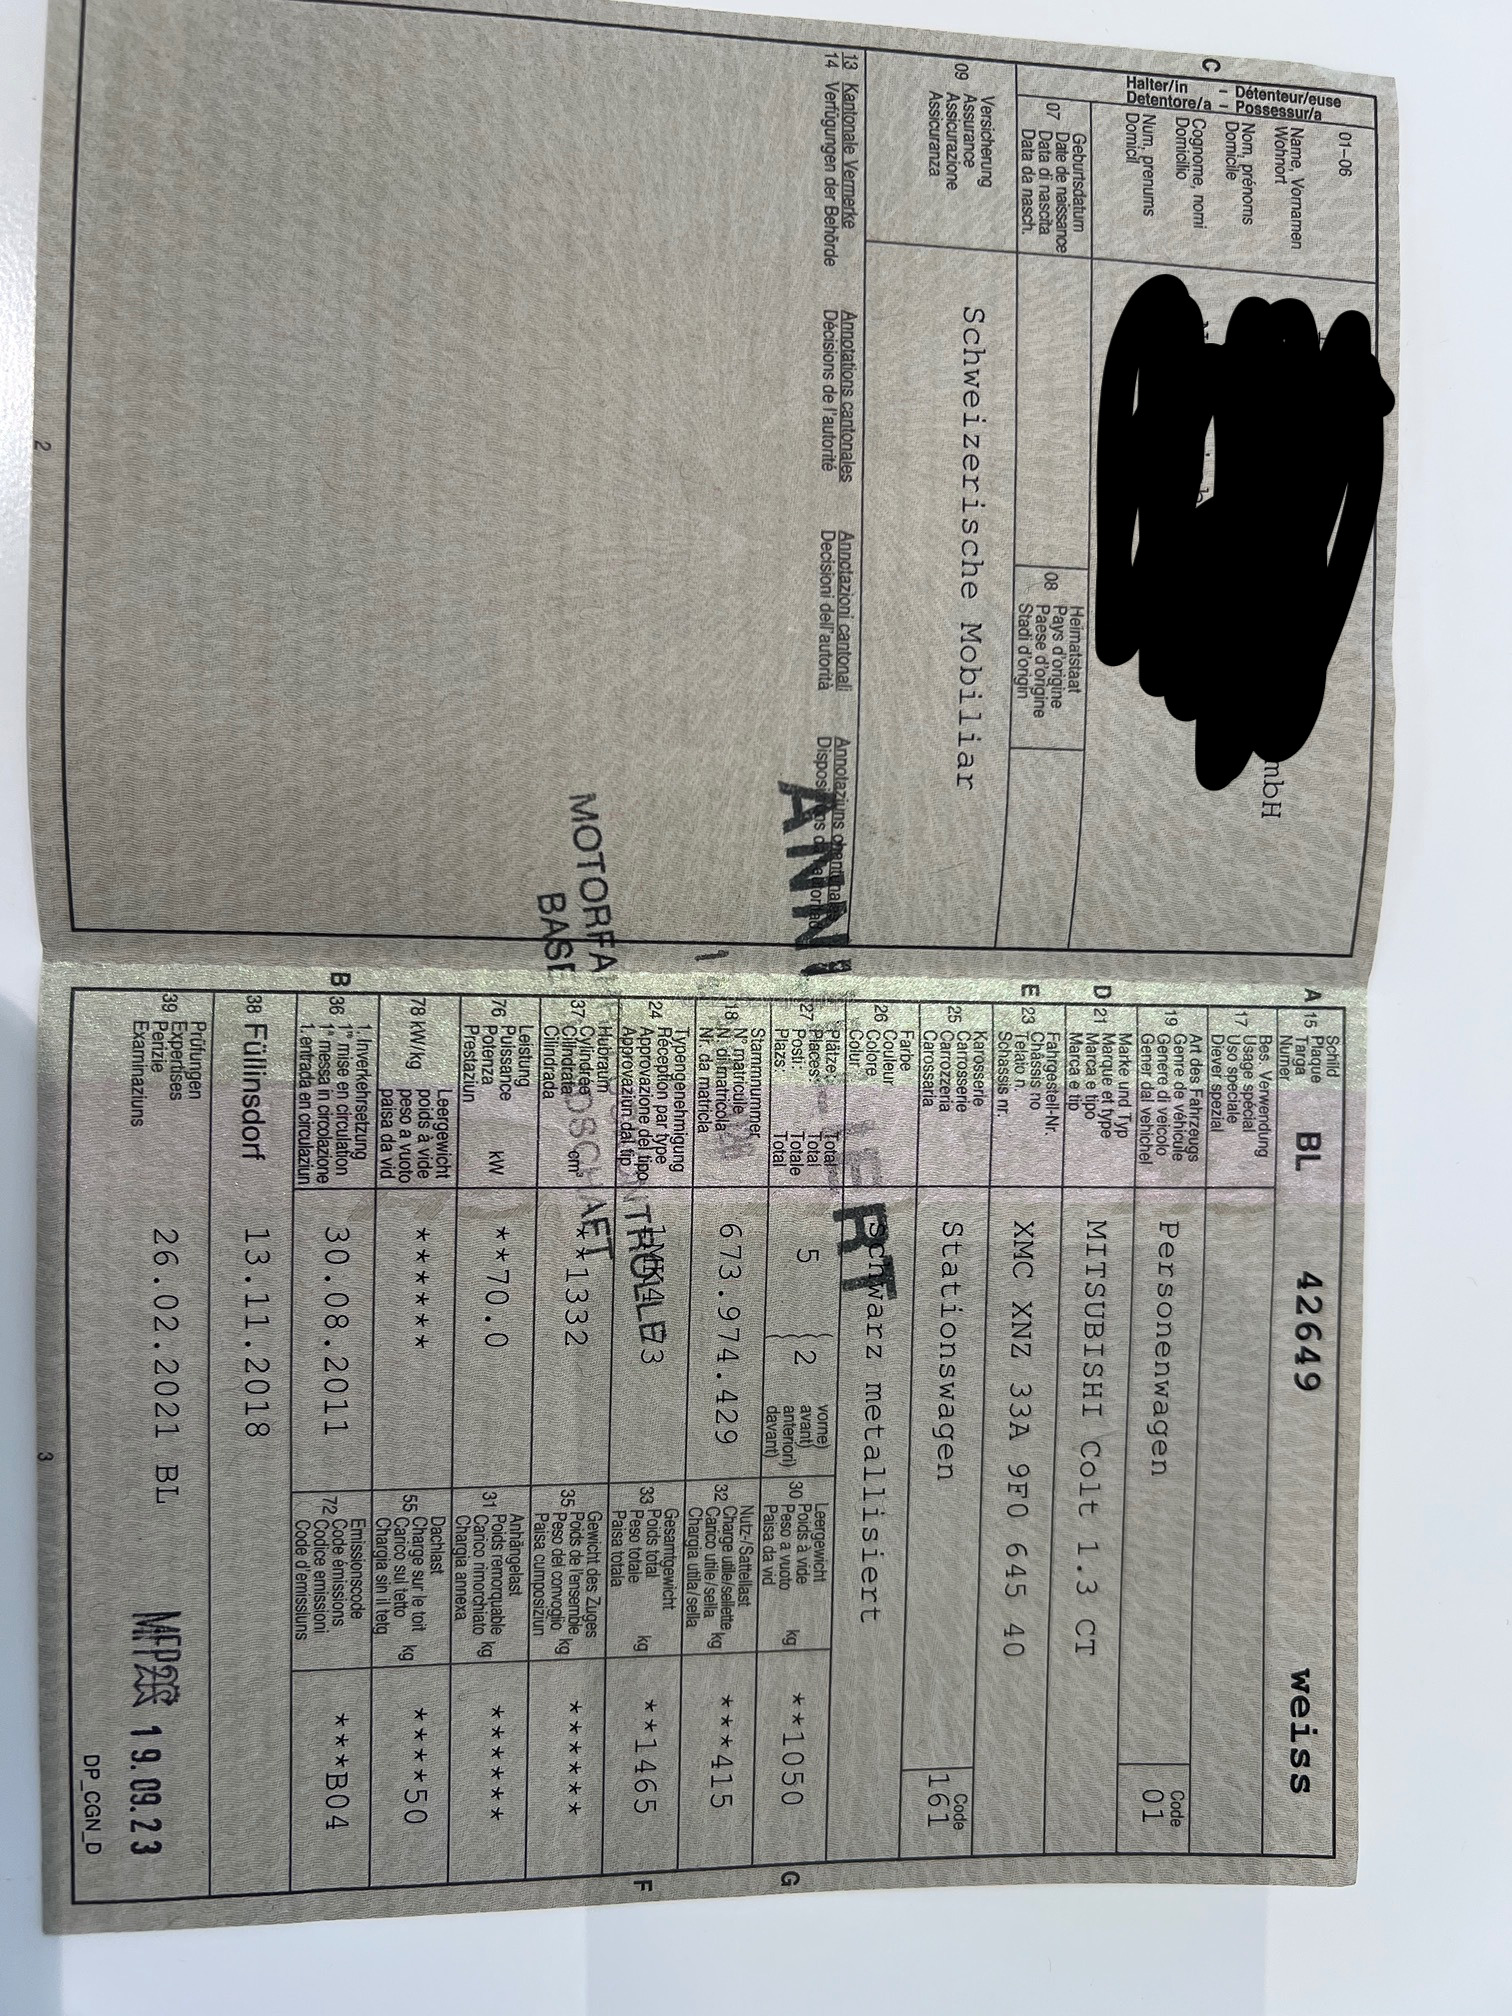 C
Halter/in - Détenteur/euse
Detentore/a - Possessur/a
01-06
Name, Vornamen
Wohnort
Nom, prénoms
Domicile
Cognome, nomi
Domicilio
Num, prenums
Domicil
mbH
07
Geburtsdatum
Date de naissance
Data di nascita
Data da nasch.
08
Heimatstaat
Pays d'origine
Paese d'origine
Stadi d'origin
09
Versicherung
Assurance
Assicurazione
Assicuranza
Schweizerische Mobiliar
13 Kantonale Vermerke Annotations cantonales Annotazioni cantonali Annotaziuns chantunalas
14 Verfügungen der Behörde Décisions de l'autorité Decisioni dell'autorità
MOTORFA
2
A 15
Schild
Plaque
Targa
Numer
BL 42649 weiss
17
Bes. Verwendung
Usage spécial
Uso speciale
Diever spezial
19
Art des Fahrzeugs
Genre de véhicule
Genere di veicolo
Gener dal vehichel
Personenwagen
Code
01
D 21
Marke und Typ
Marque et type
Marca e tipo
Marca e tip
MITSUBISHI Colt 1.3 CT
E 23
Fahrgestell-Nr.
Châssis no
Telaio n.
Schassis nr.
XMC XNZ 33A 9F0 645 40
25
Karosserie
Carrosserie
Carrozzeria
Carrossaria
Stationswagen
Code
161
26
Farbe
Couleur
Colore
Colur
schwarz metallisiert
27
Plätze: Total
Places: Total
Posti: Totale
Plazs: Total
5
2
vorne)
avant)
anteriori)
davant)
30
Leergewicht
Poids à vide
Peso a vuoto
Paisa da vid
kg
**1050
G
18
Stammnummer
N° matricule
N. di matricola
Nr. da matricla
673.974.429
32
Nutz-/Sattellast
Charge utile/sellette
Carico utile/sella
Chargia utila/sella
kg
***415
24
Typengenehmigung
Réception par type
Approvazione del tipo
Approvaziun dal tip
33
Gesamtgewicht
Poids total
Peso totale
Paisa totala
kg
**1465
F
37
Hubraum
Cylindrée
Cilindrata
Cilindrada
cm³
**1332
35
Gewicht des Zuges
Poids de l'ensemble
Peso del convoglio
Paisa cumposiziun
kg
******
76
Leistung
Puissance
Potenza
Prestaziun
kW
**70.0
31
Anhängelast
Poids remorquable
Carico rimorchiato
Chargia annexa
kg
******
78 kW/kg
Leergewicht
poids à vide
peso a vuoto
paisa da vid
******
55
Dachlast
Charge sur le toit
Carico sul tetto
Chargia sin il tetg
kg
****50
B 36
1. Inverkehrsetzung
1re mise en circulation
1a messa in circolazione
1. entrada en circulaziun
30.08.2011
72
Emissionscode
Code émissions
Codice emissioni
Code d'emissiuns
***B04
38 Füllinsdorf 13.11.2018
39
Prüfungen
Expertises
Perizie
Examinaziuns
26.02.2021 BL
19.09.23
DP_CGN_D
3